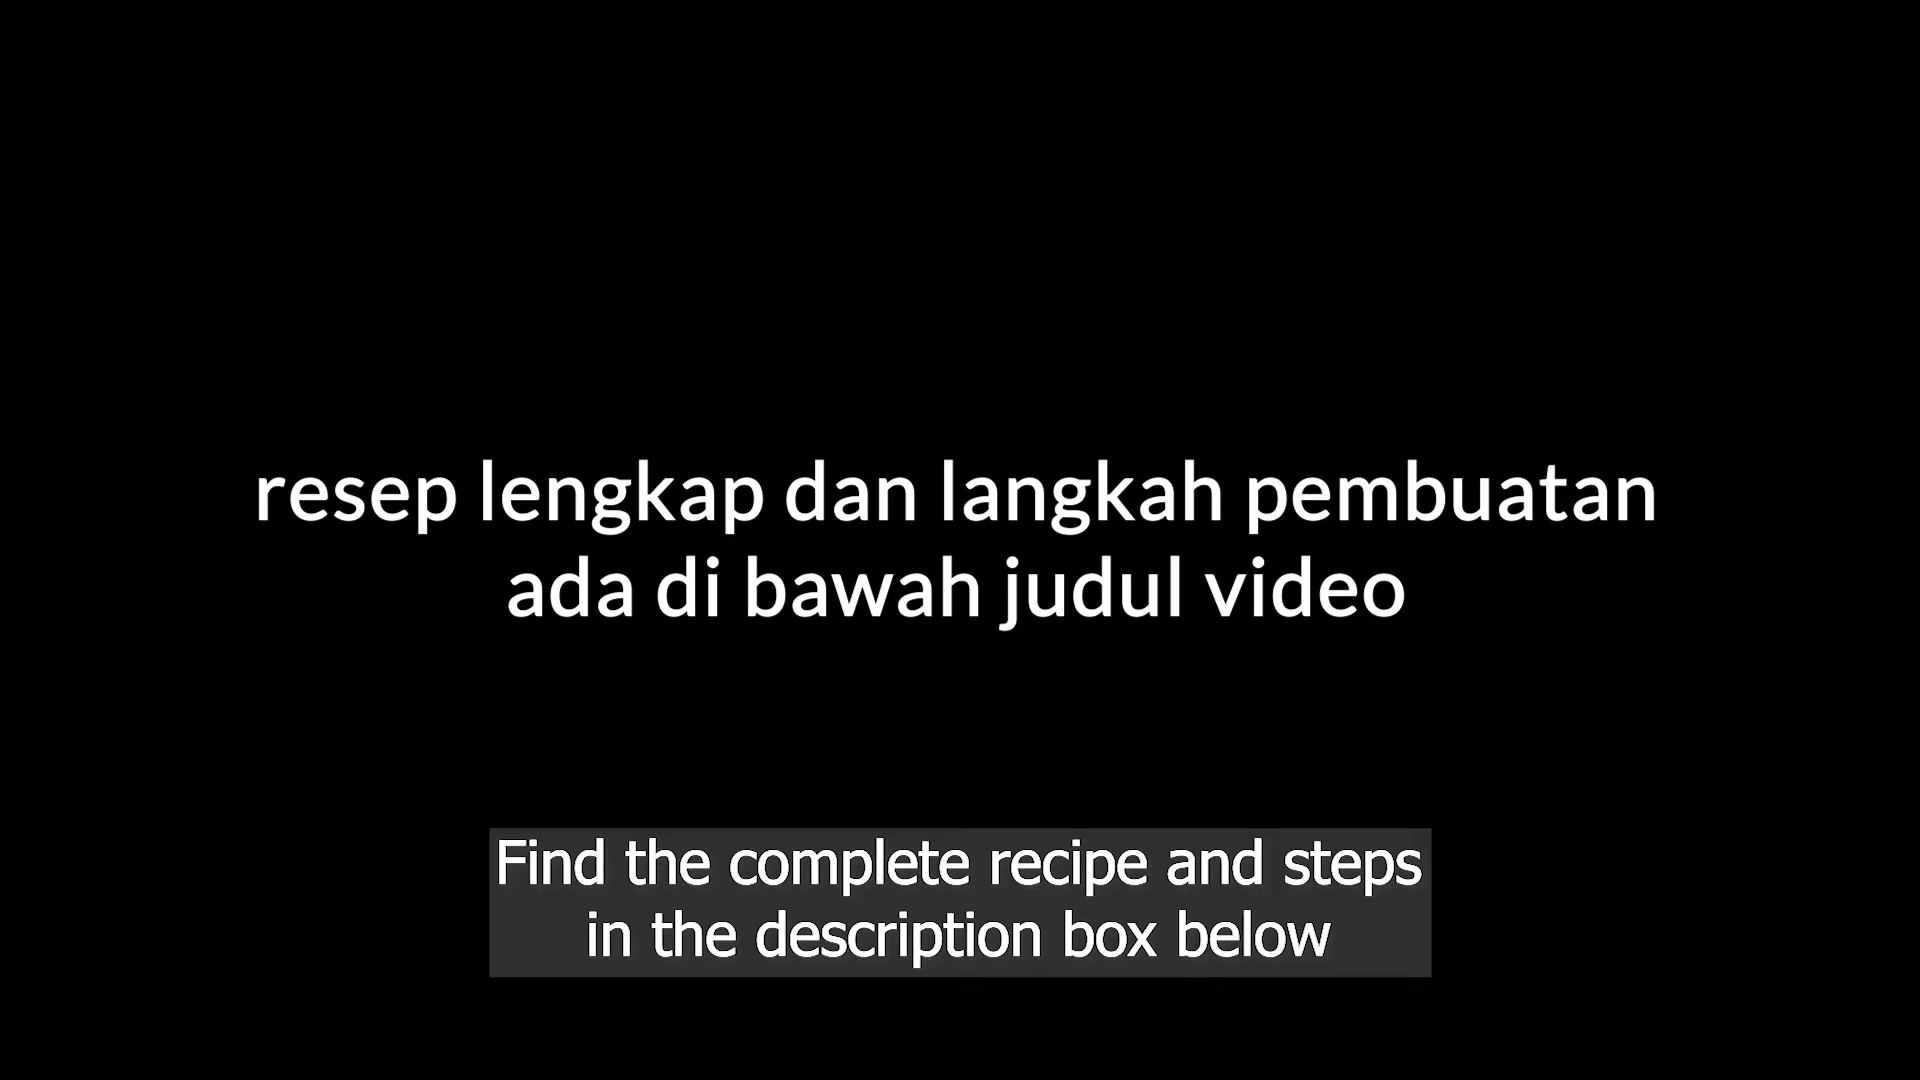 resep lengkap dan langkah pembuatan
ada di bawah judul video
Find the complete recipe and steps
in the description box below